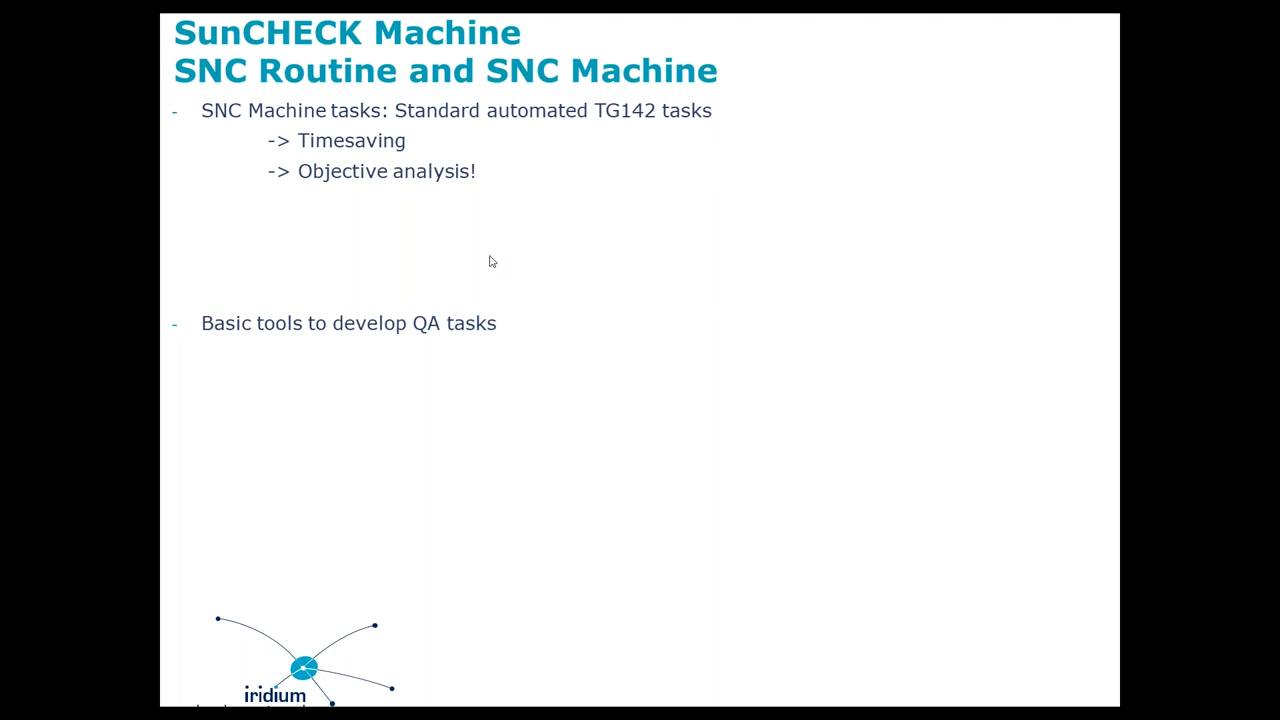 SunCHECK Machine
SNC Routine and SNC Machine
- SNC Machine tasks: Standard automated TG142 tasks
-> Timesaving
-> Objective analysis!
- Basic tools to develop QA tasks
iridium